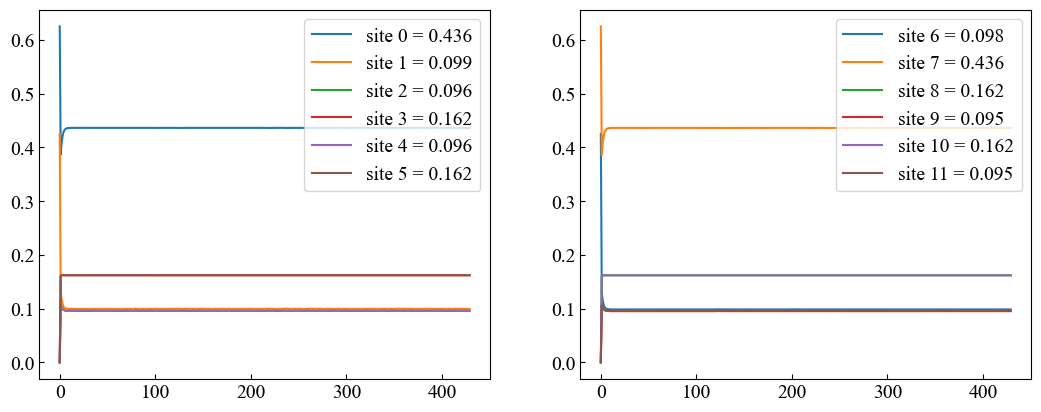 0.6
0.5
0.4
0.3
0.2
0.1
0.0
0 100 200 300 400
site 0 = 0.436
site 1 = 0.099
site 2 = 0.096
site 3 = 0.162
site 4 = 0.096
site 5 = 0.162
0.6
0.5
0.4
0.3
0.2
0.1
0.0
0 100 200 300 400
site 6 = 0.098
site 7 = 0.436
site 8 = 0.162
site 9 = 0.095
site 10 = 0.162
site 11 = 0.095